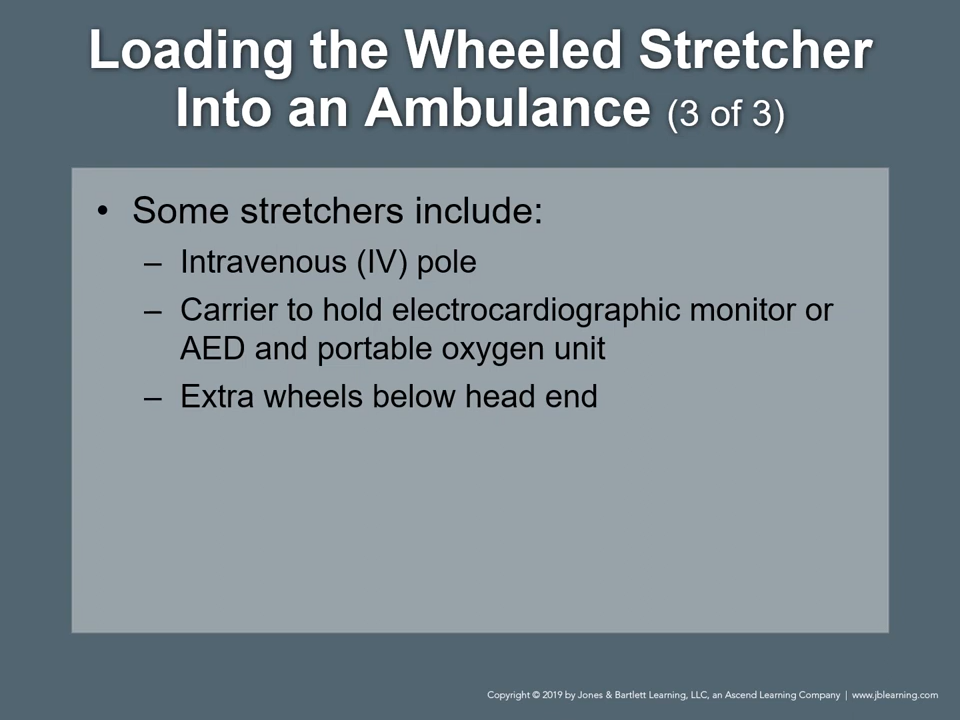 Loading the Wheeled Stretcher
Into an Ambulance (3 of 3)
• Some stretchers include:
– Intravenous (IV) pole
– Carrier to hold electrocardiographic monitor or
AED and portable oxygen unit
– Extra wheels below head end
Copyright © 2019 by Jones & Bartlett Learning, LLC, an Ascend Learning Company | www.jblearning.com